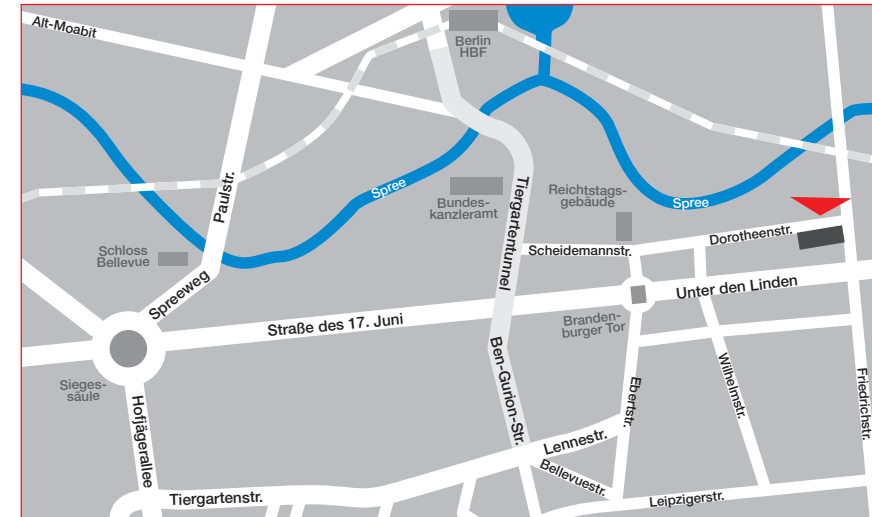 Alt-Moabit
Berlin
HBF
Paulstr.
Spree
Bundes-
kanzleramt
Tiergartentunnel
Reichtstags-
gebäude
Spree
Dorotheenstr.
Scheidemannstr.
Schloss
Bellevue
Spreeweg
Unter den Linden
Straße des 17. Juni
Branden-
burger Tor
Sieges-
säule
Hofjägerallee
Ben-Gurion-Str.
Ebertstr.
Wilhelmstr.
Friedrichstr.
Lennestr.
Bellevuestr.
Tiergartenstr.
Leipzigerstr.